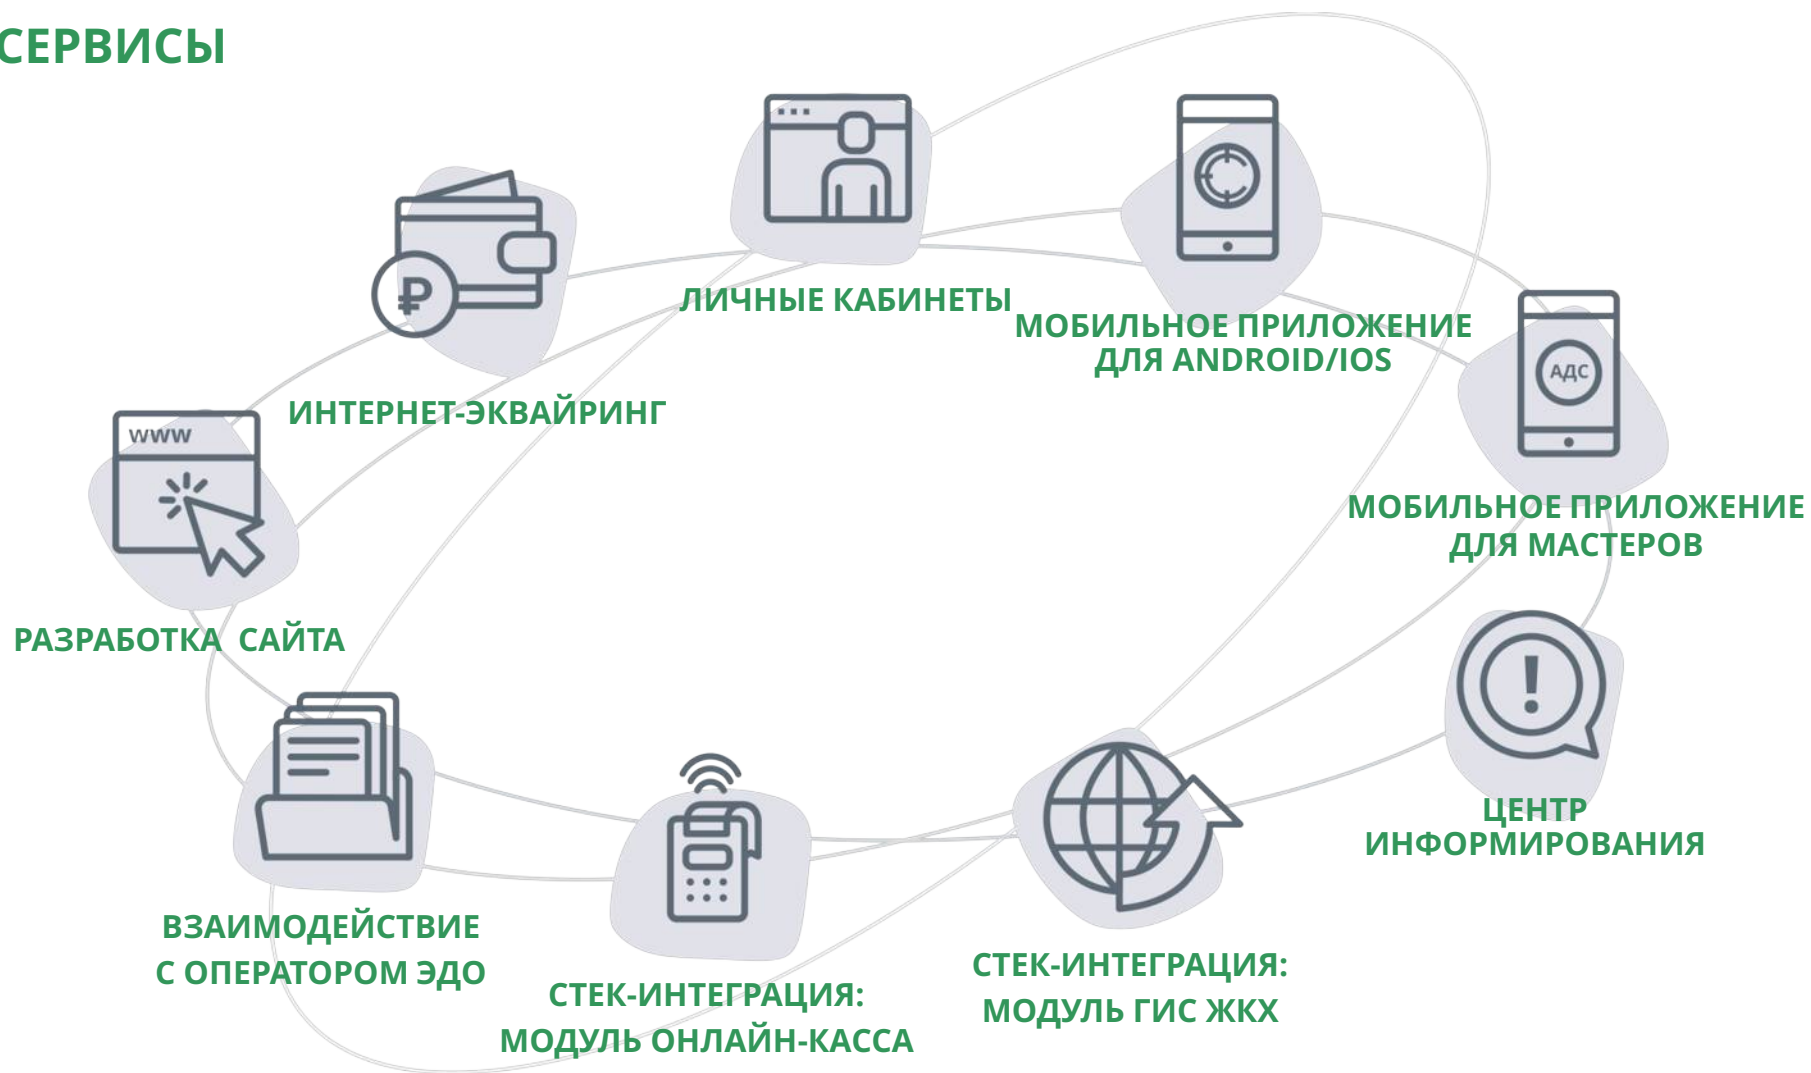 СЕРВИСЫ
ЛИЧНЫЕ КАБИНЕТЫ
МОБИЛЬНОЕ ПРИЛОЖЕНИЕ
ДЛЯ ANDROID/IOS
₽
ИНТЕРНЕТ-ЭКВАЙРИНГ
АДС
МОБИЛЬНОЕ ПРИЛОЖЕНИЕ
ДЛЯ МАСТЕРОВ
www
РАЗРАБОТКА САЙТА
!
ЦЕНТР
ИНФОРМИРОВАНИЯ
ВЗАИМОДЕЙСТВИЕ
С ОПЕРАТОРОМ ЭДО
СТЕК-ИНТЕГРАЦИЯ:
МОДУЛЬ ОНЛАЙН-КАССА
СТЕК-ИНТЕГРАЦИЯ:
МОДУЛЬ ГИС ЖКХ